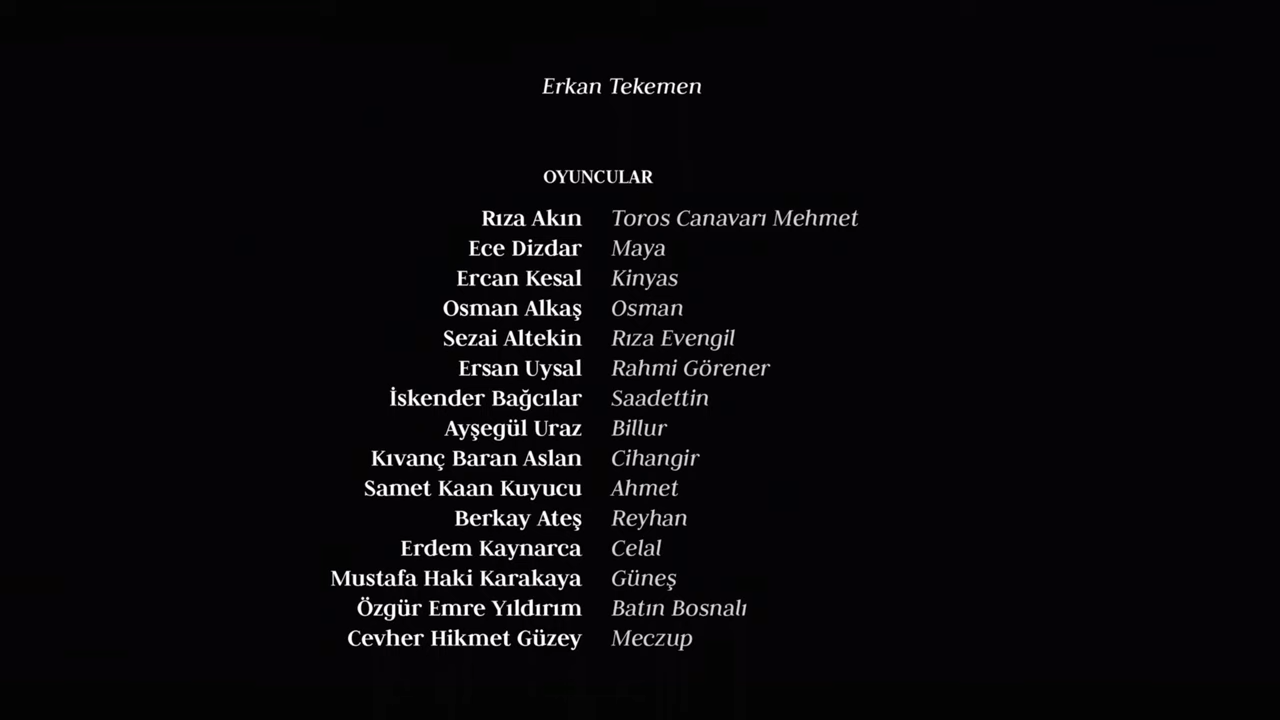 Erkan Tekemen
OYUNCULAR
Rıza Akın Toros Canavarı Mehmet
Ece Dizdar Maya
Ercan Kesal Kinyas
Osman Alkaş Osman
Sezai Altekin Rıza Evengil
Ersan Uysal Rahmi Görener
İskender Bağcılar Saadettin
Ayşegül Uraz Billur
Kıvanç Baran Aslan Cihangir
Samet Kaan Kuyucu Ahmet
Berkay Ateş Reyhan
Erdem Kaynarca Celal
Mustafa Haki Karakaya Güneş
Özgür Emre Yıldırım Batın Bosnalı
Cevher Hikmet Güzey Meczup